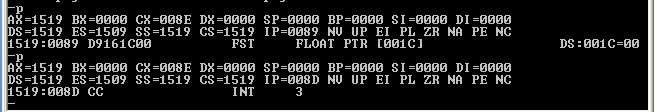 -p
AX=1519 BX=0000 CX=008E DX=0000 SP=0000 BP=0000 SI=0000 DI=0000
DS=1519 ES=1509 SS=1519 CS=1519 IP=0089 NV UP EI PL ZR NA PE NC
1519:0089 D9161C00 FST FLOAT PTR [001C] DS:001C=00
-p
AX=1519 BX=0000 CX=008E DX=0000 SP=0000 BP=0000 SI=0000 DI=0000
DS=1519 ES=1509 SS=1519 CS=1519 IP=008D NV UP EI PL ZR NA PE NC
1519:008D CC INT 3
-